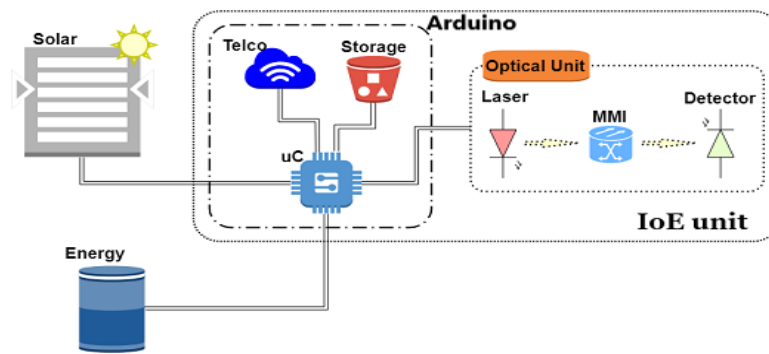 Arduino
Solar
Telco
Storage
Optical Unit
Laser
MMI
Detector
uC
IoE unit
Energy